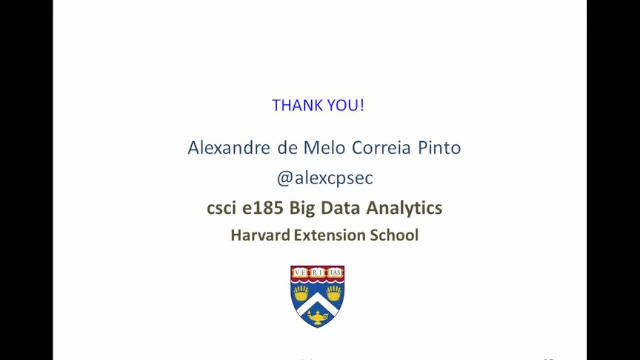 THANK YOU!
Alexandre de Melo Correia Pinto
@alexcpsec
csci e185 Big Data Analytics
Harvard Extension School
VE RI TAS